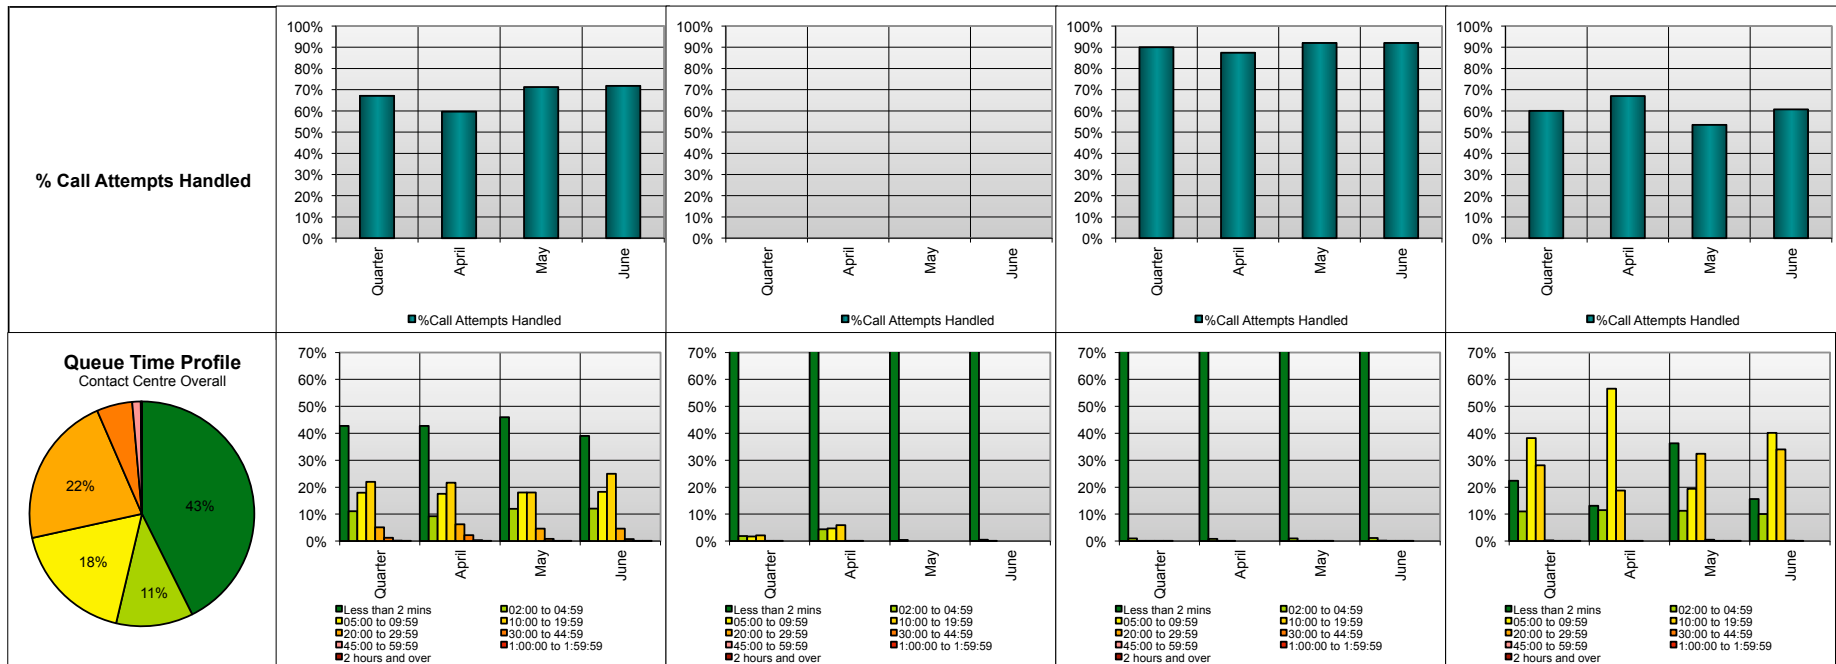 % Call Attempts Handled
100%
90%
80%
70%
60%
50%
40%
30%
20%
10%
0%
Quarter
April
May
June
%Call Attempts Handled
100%
90%
80%
70%
60%
50%
40%
30%
20%
10%
0%
Quarter
April
May
June
%Call Attempts Handled
100%
90%
80%
70%
60%
50%
40%
30%
20%
10%
0%
Quarter
April
May
June
%Call Attempts Handled
100%
90%
80%
70%
60%
50%
40%
30%
20%
10%
0%
Quarter
April
May
June
%Call Attempts Handled
Queue Time Profile
Contact Centre Overall
43%
22%
18%
11%
70%
60%
50%
40%
30%
20%
10%
0%
Quarter
April
May
June
Less than 2 mins 02:00 to 04:59
05:00 to 09:59 10:00 to 19:59
20:00 to 29:59 30:00 to 44:59
45:00 to 59:59 1:00:00 to 1:59:59
2 hours and over
70%
60%
50%
40%
30%
20%
10%
0%
Quarter
April
May
June
Less than 2 mins 02:00 to 04:59
05:00 to 09:59 10:00 to 19:59
20:00 to 29:59 30:00 to 44:59
45:00 to 59:59 1:00:00 to 1:59:59
2 hours and over
70%
60%
50%
40%
30%
20%
10%
0%
Quarter
April
May
June
Less than 2 mins 02:00 to 04:59
05:00 to 09:59 10:00 to 19:59
20:00 to 29:59 30:00 to 44:59
45:00 to 59:59 1:00:00 to 1:59:59
2 hours and over
70%
60%
50%
40%
30%
20%
10%
0%
Quarter
April
May
June
Less than 2 mins 02:00 to 04:59
05:00 to 09:59 10:00 to 19:59
20:00 to 29:59 30:00 to 44:59
45:00 to 59:59 1:00:00 to 1:59:59
2 hours and over